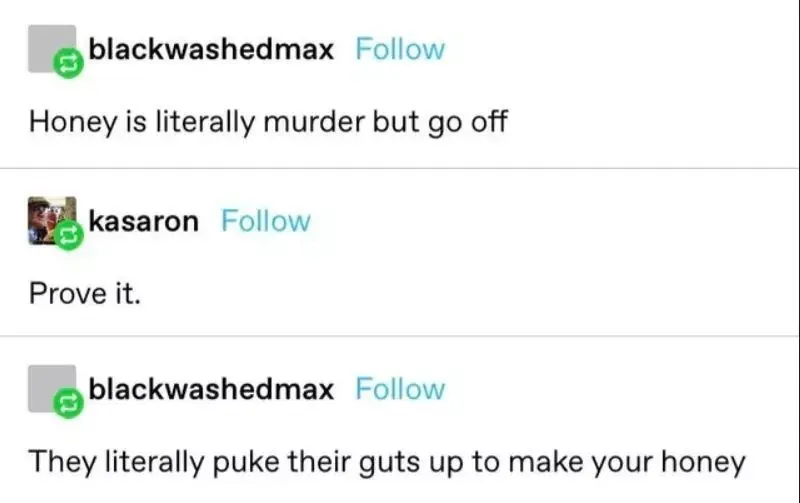 blackwashedmax Follow
Honey is literally murder but go off
kasaron Follow
Prove it.
blackwashedmax Follow
They literally puke their guts up to make your honey